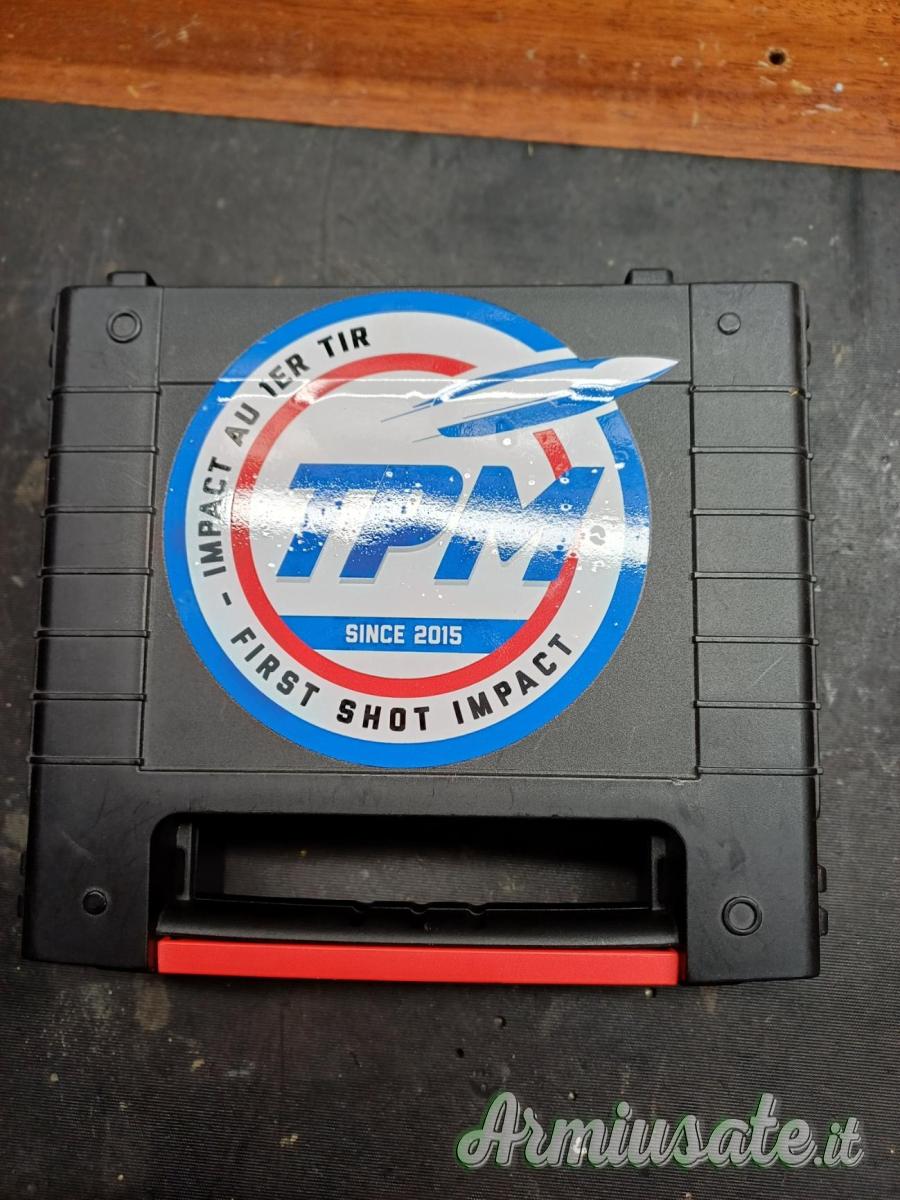 - IMPACT AU 1ER TIR
TPM
SINCE 2015
- FIRST SHOT IMPACT
Armiusate.it